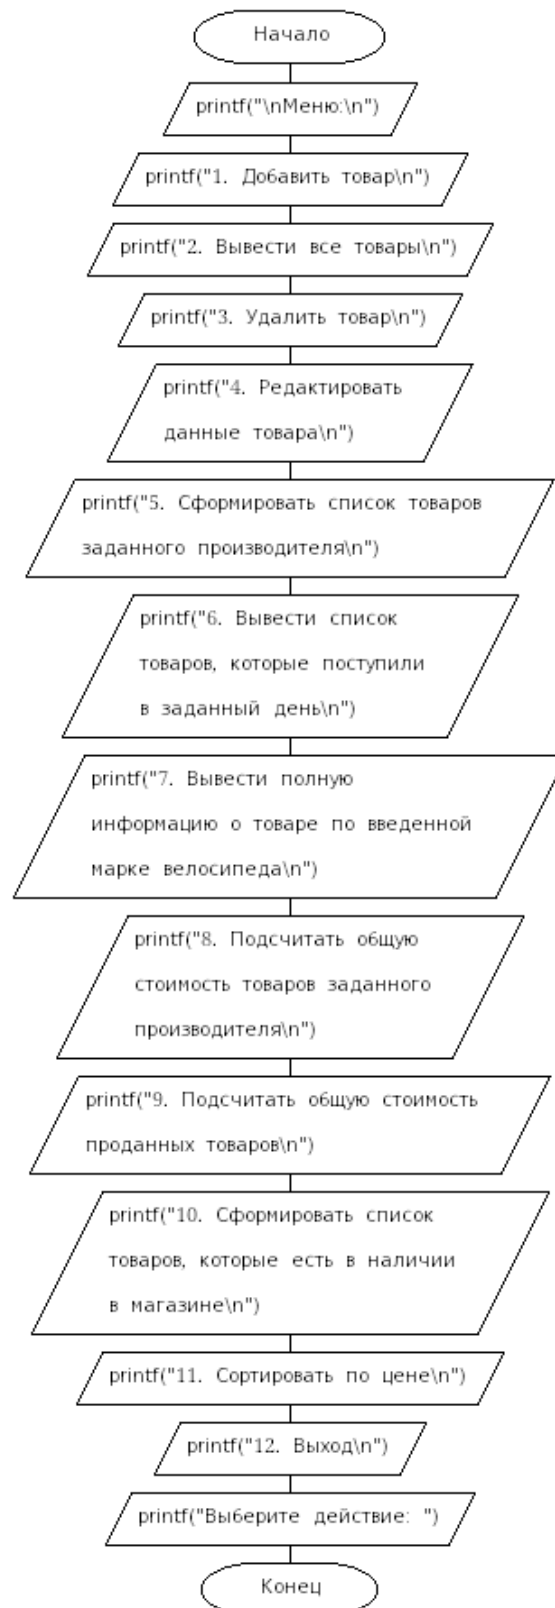 Начало
printf("\nМеню:\n")
printf("1. Добавить товар\n")
printf("2. Вывести все товары\n")
printf("3. Удалить товар\n")
printf("4. Редактировать
данные товара\n")
printf("5. Сформировать список товаров
заданного производителя\n")
printf("6. Вывести список
товаров, которые поступили
в заданный день\n")
printf("7. Вывести полную
информацию о товаре по введенной
марке велосипеда\n")
printf("8. Подсчитать общую
стоимость товаров заданного
производителя\n")
printf("9. Подсчитать общую стоимость
проданных товаров\n")
printf("10. Сформировать список
товаров, которые есть в наличии
в магазине\n")
printf("11. Сортировать по цене\n")
printf("12. Выход\n")
printf("Выберите действие: ")
Конец